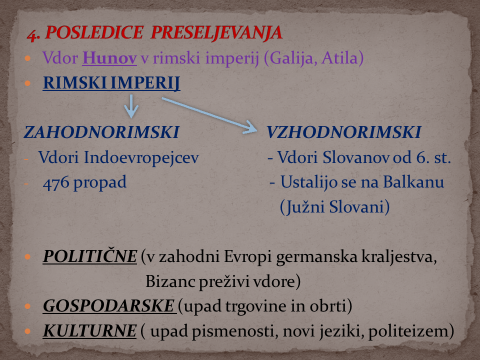 4. POSLEDICE PRESELJEVANJA
Vdor Hunov v rimski imperij (Galija, Atila)
RIMSKI IMPERIJ
ZAHODNORIMSKI VZHODNORIMSKI
- Vdori Indoevropejcev - Vdori Slovanov od 6. st.
- 476 propad - Ustalijo se na Balkanu
(Južni Slovani)
POLITIČNE (v zahodni Evropi germanska kraljestva,
Bizanc preživi vdore)
GOSPODARSKE (upad trgovine in obrti)
KULTURNE ( upad pismenosti, novi jeziki, politeizem)